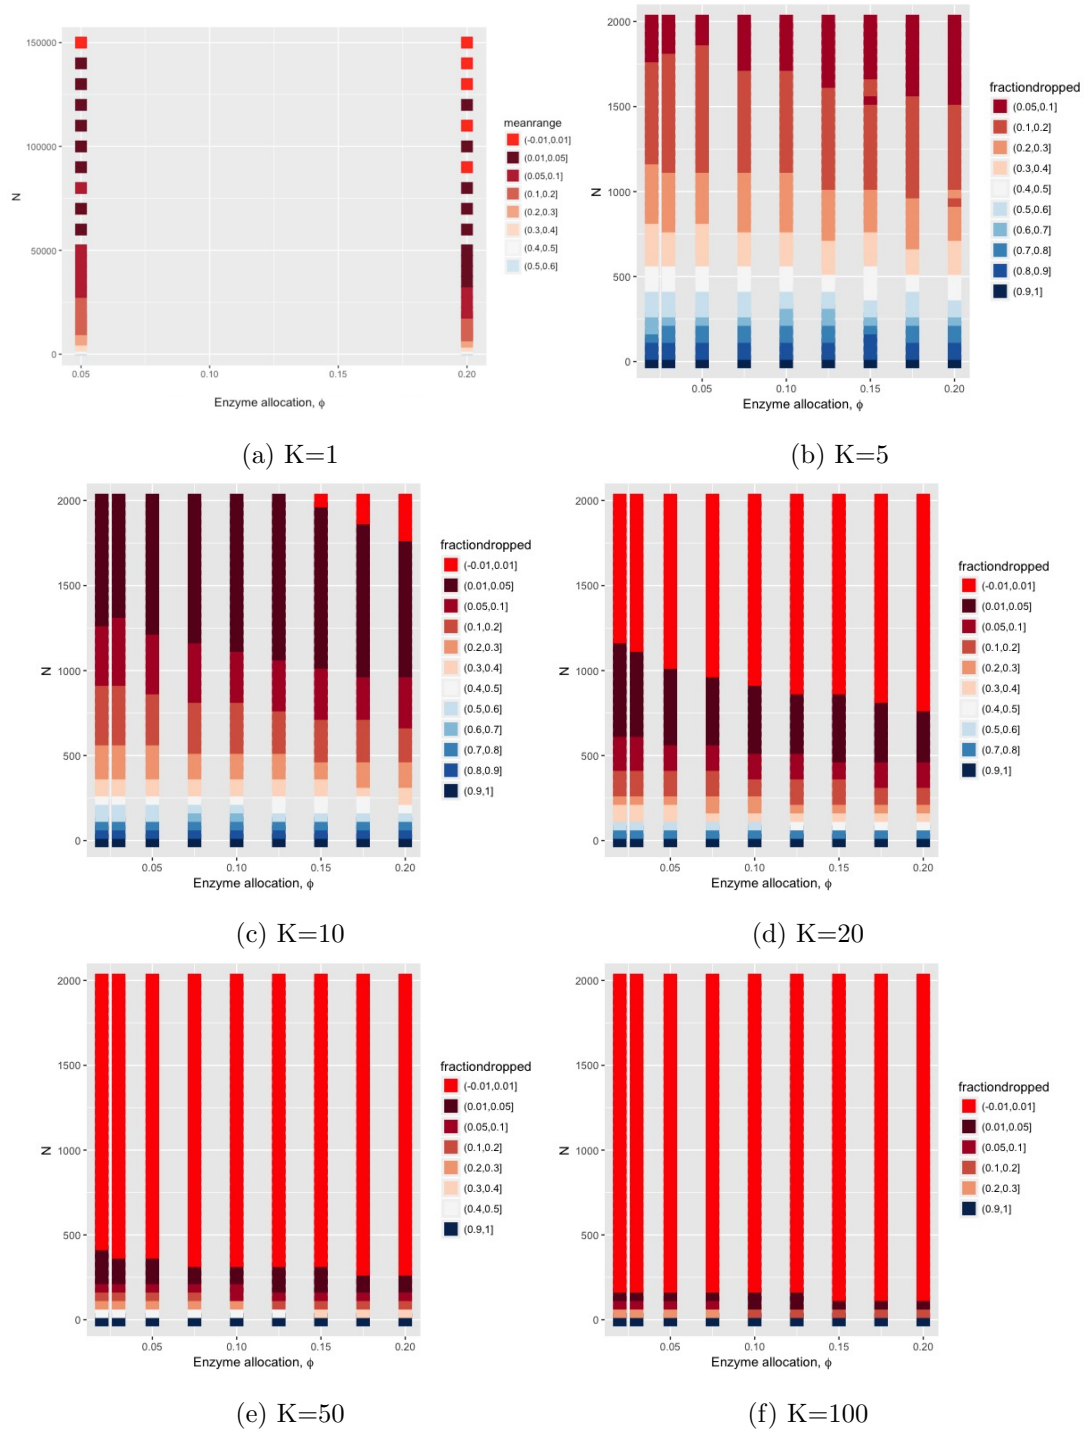 150000
100000
50000
0
N
0.05 0.10 0.15 0.20
Enzyme allocation, ϕ
meanrange
(-0.01,0.01]
(0.01,0.05]
(0.05,0.1]
(0.1,0.2]
(0.2,0.3]
(0.3,0.4]
(0.4,0.5]
(0.5,0.6]
(a) K=1
2000
1500
1000
500
0
N
0.05 0.10 0.15 0.20
Enzyme allocation, ϕ
fractiondropped
(0.05,0.1]
(0.1,0.2]
(0.2,0.3]
(0.3,0.4]
(0.4,0.5]
(0.5,0.6]
(0.6,0.7]
(0.7,0.8]
(0.8,0.9]
(0.9,1]
(b) K=5
2000
1500
1000
500
0
N
0.05 0.10 0.15 0.20
Enzyme allocation, ϕ
fractiondropped
(-0.01,0.01]
(0.01,0.05]
(0.05,0.1]
(0.1,0.2]
(0.2,0.3]
(0.3,0.4]
(0.4,0.5]
(0.5,0.6]
(0.6,0.7]
(0.7,0.8]
(0.8,0.9]
(0.9,1]
(c) K=10
2000
1500
1000
500
0
N
0.05 0.10 0.15 0.20
Enzyme allocation, ϕ
fractiondropped
(-0.01,0.01]
(0.01,0.05]
(0.05,0.1]
(0.1,0.2]
(0.2,0.3]
(0.3,0.4]
(0.4,0.5]
(0.5,0.6]
(0.7,0.8]
(0.9,1]
(d) K=20
2000
1500
1000
500
0
N
0.05 0.10 0.15 0.20
Enzyme allocation, ϕ
fractiondropped
(-0.01,0.01]
(0.01,0.05]
(0.05,0.1]
(0.1,0.2]
(0.2,0.3]
(0.3,0.4]
(0.4,0.5]
(0.9,1]
(e) K=50
2000
1500
1000
500
0
N
0.05 0.10 0.15 0.20
Enzyme allocation, ϕ
fractiondropped
(-0.01,0.01]
(0.01,0.05]
(0.05,0.1]
(0.1,0.2]
(0.2,0.3]
(0.9,1]
(f) K=100